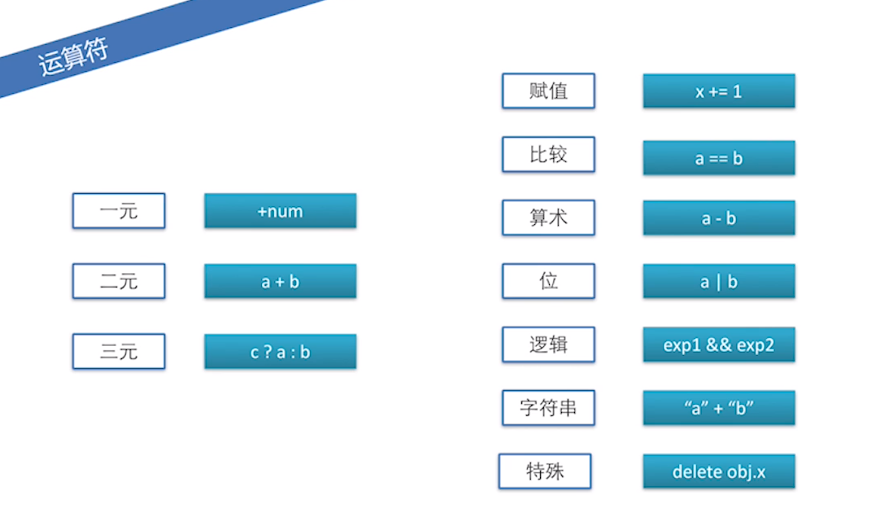 运算符
一元 +num
二元 a + b
三元 c ? a : b
赋值 x += 1
比较 a == b
算术 a - b
位 a | b
逻辑 exp1 && exp2
字符串 “a” + “b”
特殊 delete obj.x